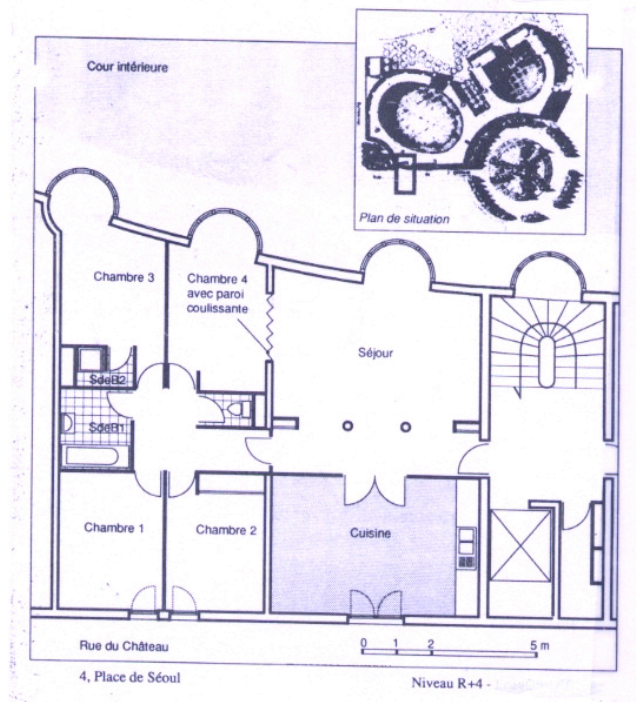 Cour intérieure
Plan de situation
Chambre 3
Chambre 4
avec paroi
coulissante
Séjour
SdeB2
SdeB1
Chambre 1
Chambre 2
Cuisine
Rue du Château
0 1 2 5 m
4, Place de Séoul
Niveau R+4 -